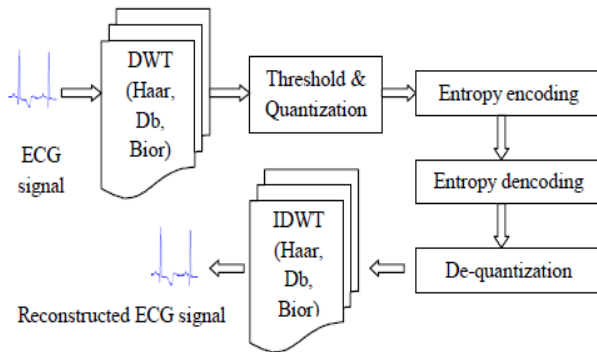 DWT
(Haar,
Db,
Bior)
Threshold &
Quantization
Entropy encoding
ECG
signal
Entropy dencoding
IDWT
(Haar,
Db,
Bior)
De-quantization
Reconstructed ECG signal